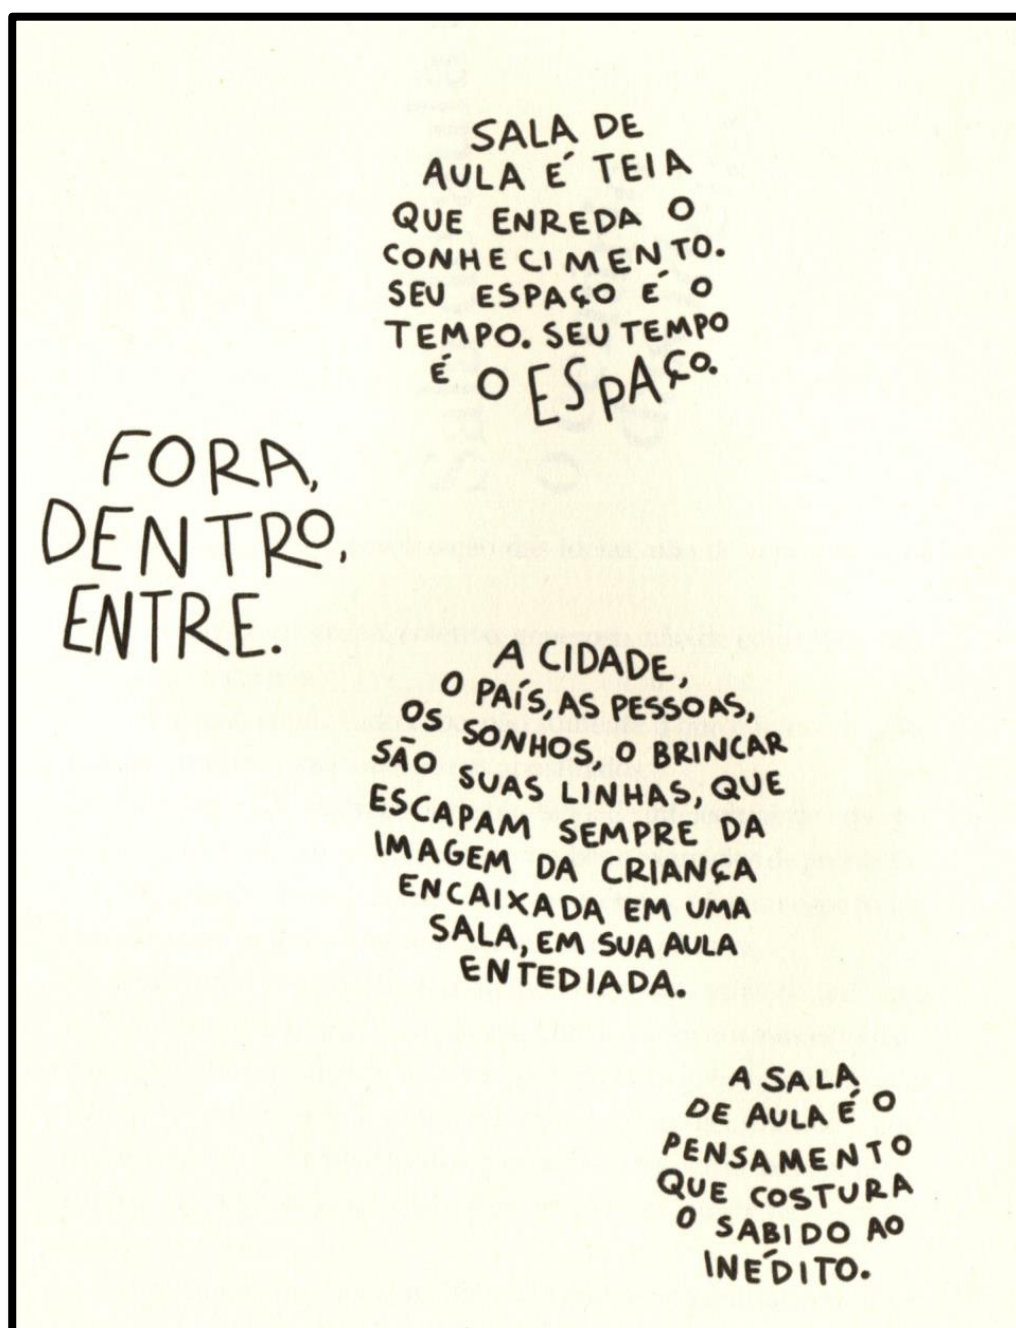 SALA DE
AULA É TEIA
QUE ENREDA O
CONHECIMENTO.
SEU ESPAÇO É O
TEMPO. SEU TEMPO
É O ESPAÇO.
FORA,
DENTRO,
ENTRE.
A CIDADE,
O PAÍS, AS PESSOAS,
OS SONHOS, O BRINCAR
SÃO SUAS LINHAS, QUE
ESCAPAM SEMPRE DA
IMAGEM DA CRIANÇA
ENCAIXADA EM UMA
SALA, EM SUA AULA
ENTEDIADA.
A SALA
DE AULA É O
PENSAMENTO
QUE COSTURA
O SABIDO AO
INÉDITO.